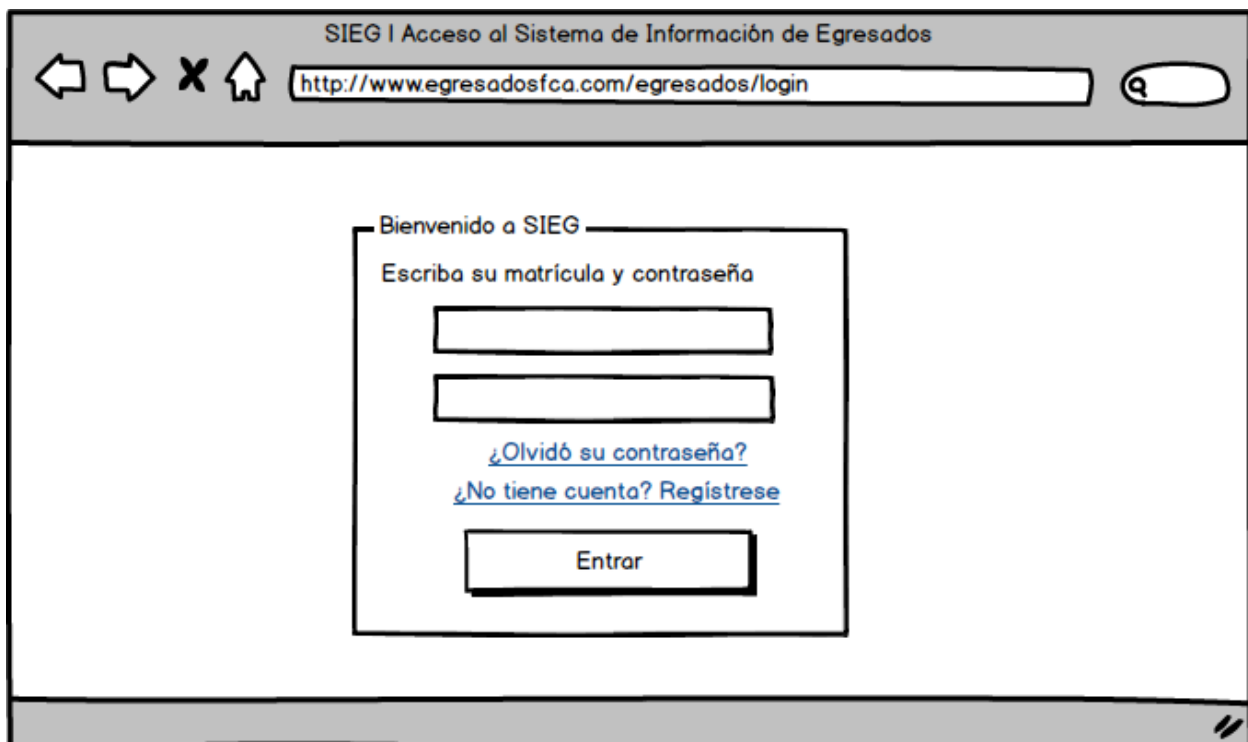 SIEG | Acceso al Sistema de Información de Egresados
http://www.egresadosfca.com/egresados/login
Bienvenido a SIEG
Escriba su matrícula y contraseña
¿Olvidó su contraseña?
¿No tiene cuenta? Regístrese
Entrar